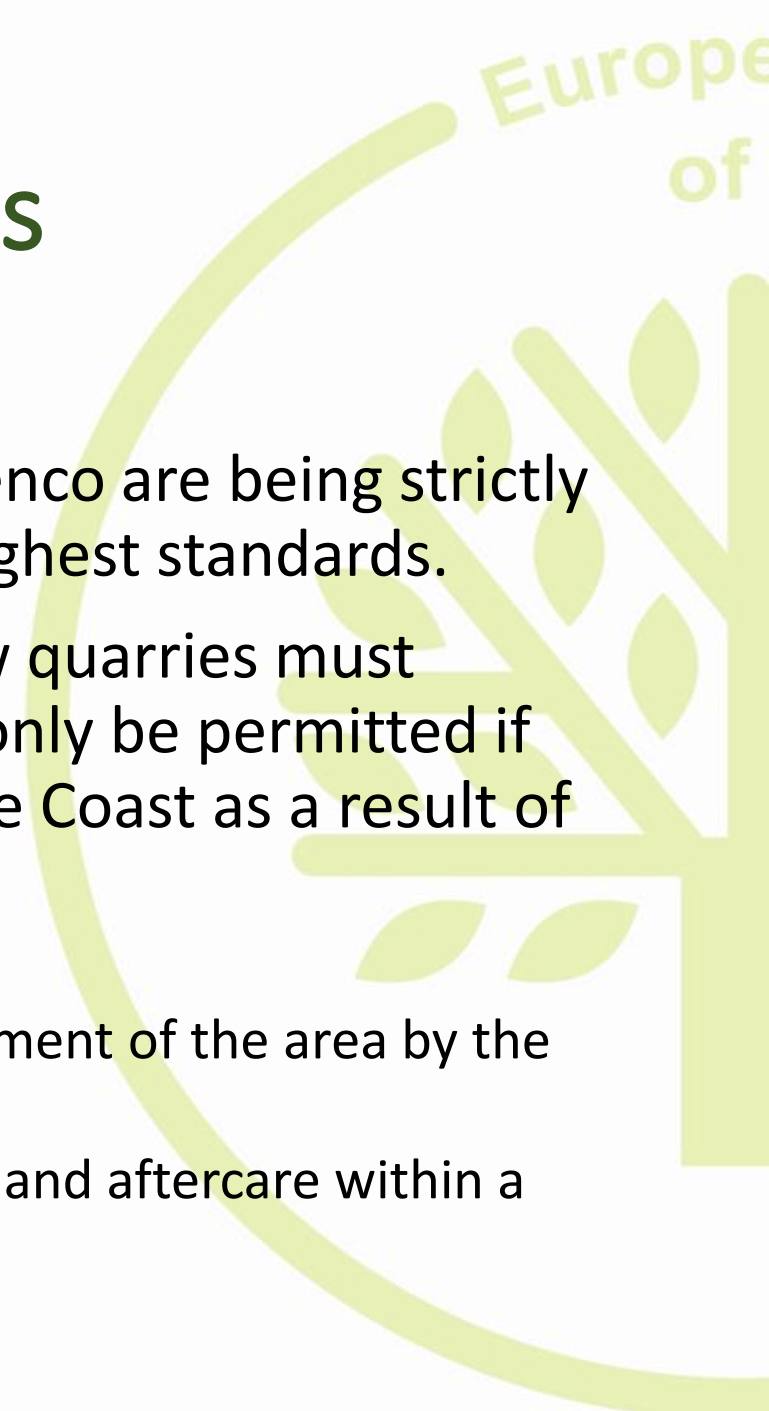 Europe
of
s
enco are being strictly
ghest standards.
quarries must
only be permitted if
e Coast as a result of
ment of the area by the
and aftercare within a